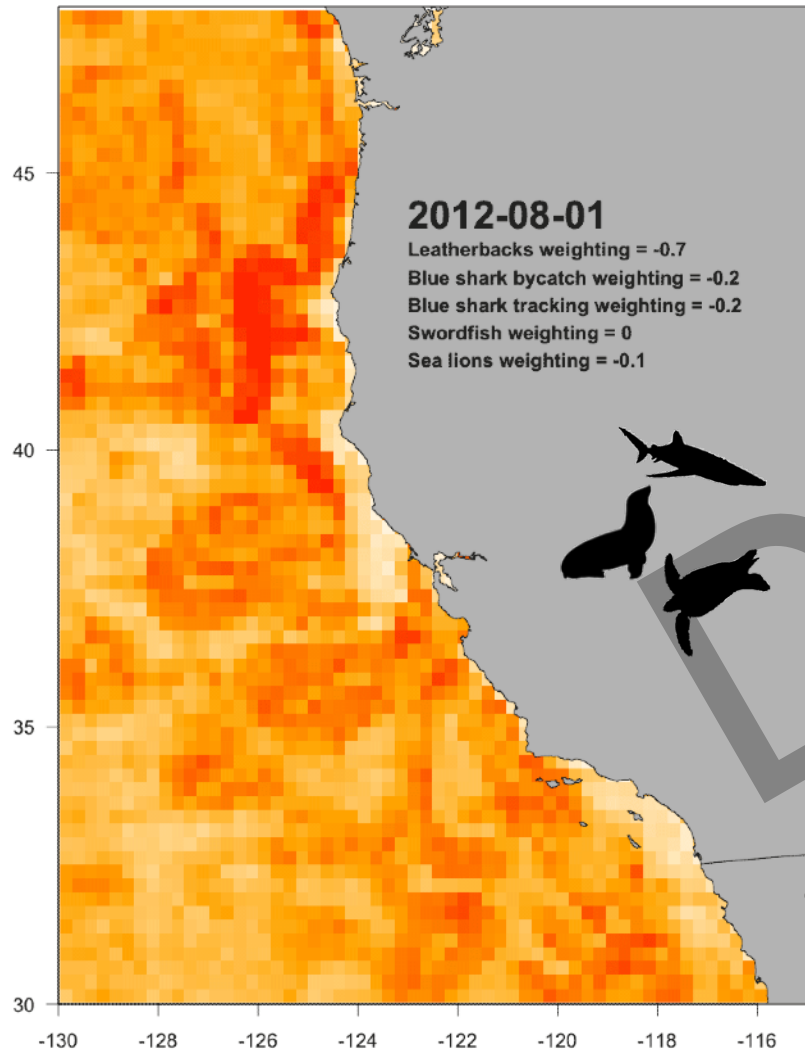 2012-08-01
Leatherbacks weighting = -0.7
Blue shark bycatch weighting = -0.2
Blue shark tracking weighting = -0.2
Swordfish weighting = 0
Sea lions weighting = -0.1
45
40
35
30
-130 -128 -126 -124 -122 -120 -118 -116